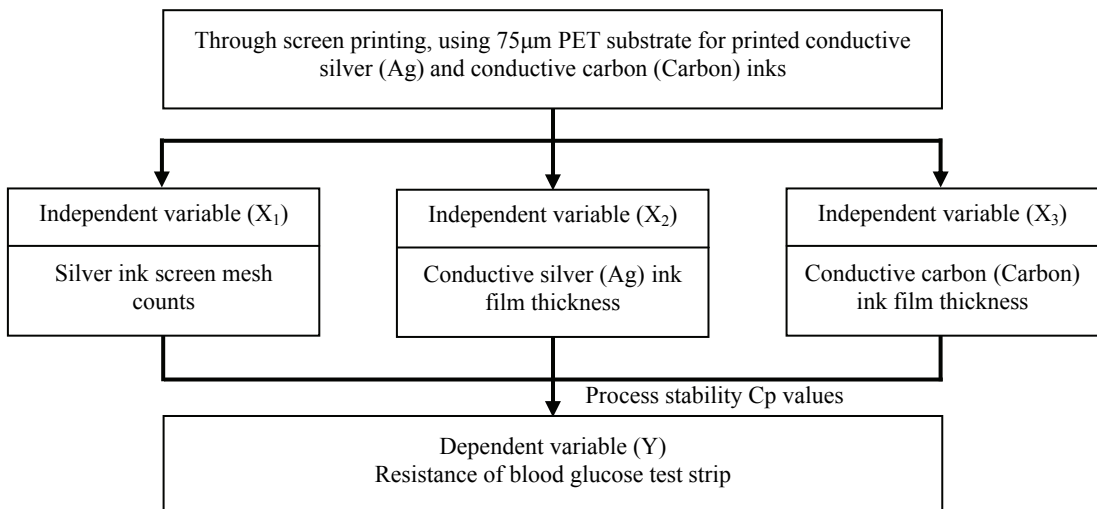 Through screen printing, using 75μm PET substrate for printed conductive
silver (Ag) and conductive carbon (Carbon) inks
Independent variable (X₁)
Silver ink screen mesh
counts
Independent variable (X₂)
Conductive silver (Ag) ink
film thickness
Independent variable (X₃)
Conductive carbon (Carbon)
ink film thickness
Process stability Cp values
Dependent variable (Y)
Resistance of blood glucose test strip